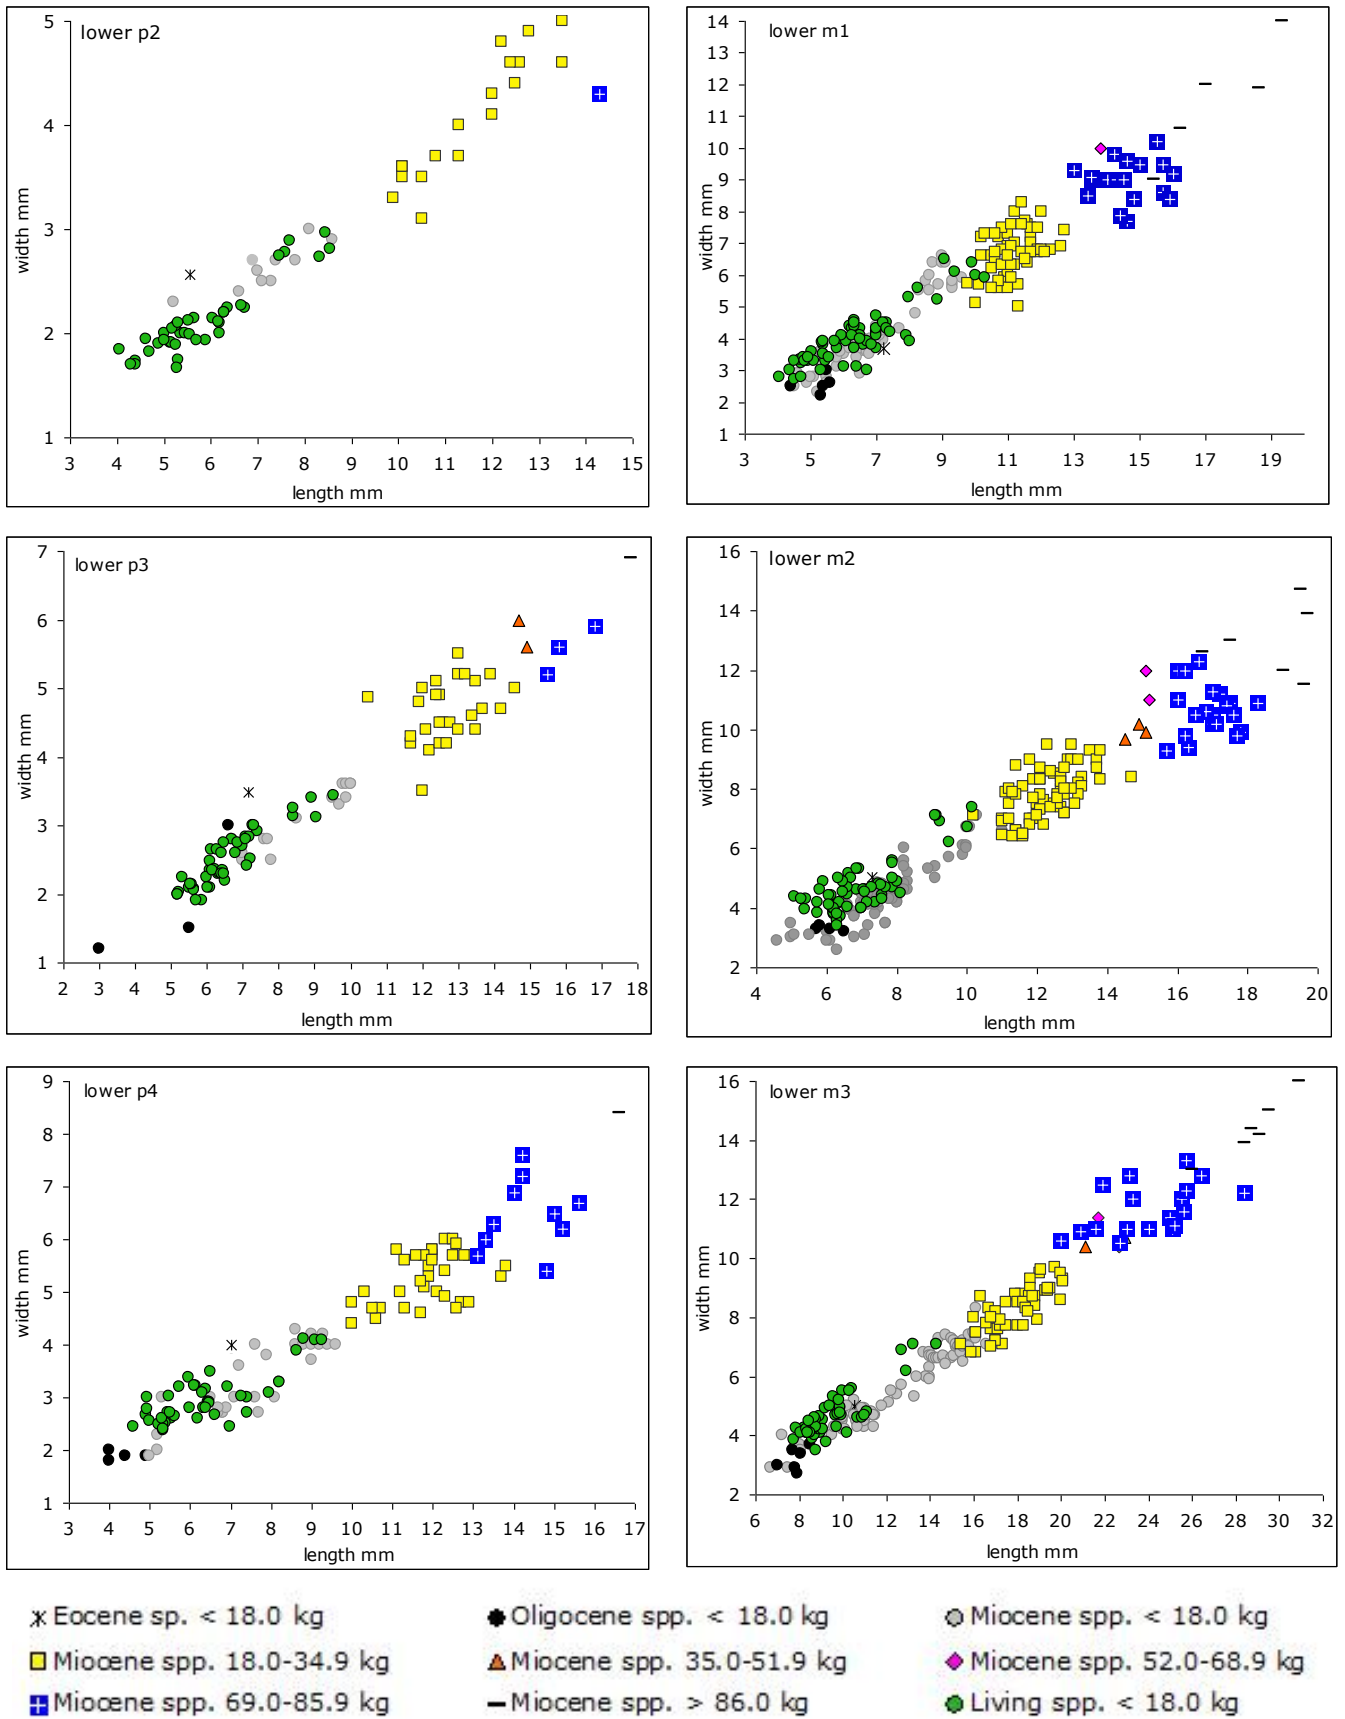 lower p2
5
4
3
2
1
width mm
3 4 5 6 7 8 9 10 11 12 13 14 15
length mm
lower m1
14
13
12
11
10
9
8
7
6
5
4
3
2
1
width mm
3 5 7 9 11 13 15 17 19
length mm
lower p3
7
6
5
4
3
2
1
width mm
2 3 4 5 6 7 8 9 10 11 12 13 14 15 16 17 18
length mm
lower m2
16
14
12
10
8
6
4
2
width mm
4 6 8 10 12 14 16 18 20
length mm
lower p4
9
8
7
6
5
4
3
2
1
width mm
3 4 5 6 7 8 9 10 11 12 13 14 15 16 17
length mm
lower m3
16
14
12
10
8
6
4
2
width mm
6 8 10 12 14 16 18 20 22 24 26 28 30 32
length mm
Eocene sp. < 18.0 kg
Oligocene spp. < 18.0 kg
Miocene spp. < 18.0 kg
Miocene spp. 18.0-34.9 kg
Miocene spp. 35.0-51.9 kg
Miocene spp. 52.0-68.9 kg
Miocene spp. 69.0-85.9 kg
Miocene spp. > 86.0 kg
Living spp. < 18.0 kg